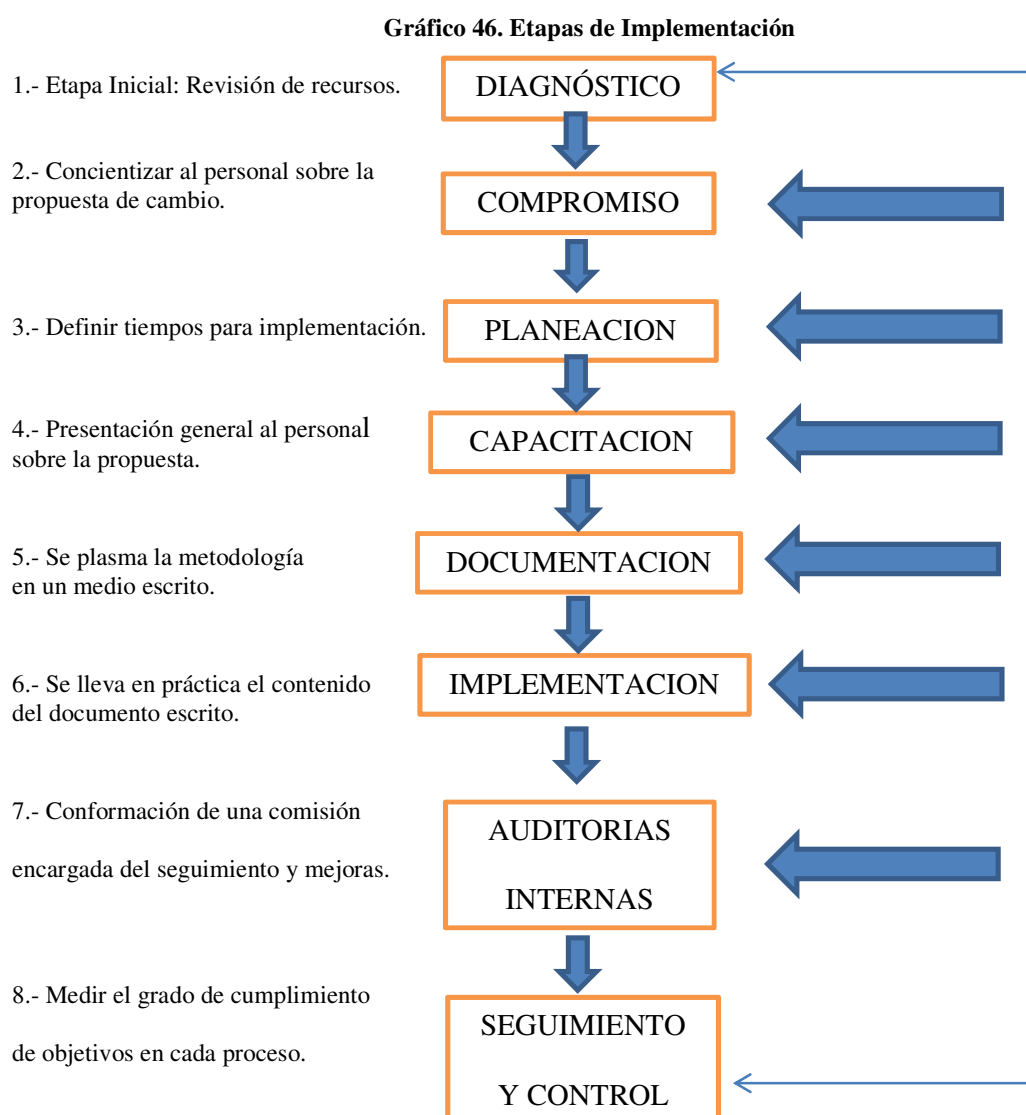 Gráfico 46. Etapas de Implementación
1.- Etapa Inicial: Revisión de recursos.
DIAGNÓSTICO
2.- Concientizar al personal sobre la
propuesta de cambio.
COMPROMISO
3.- Definir tiempos para implementación.
PLANEACION
4.- Presentación general al personal
sobre la propuesta.
CAPACITACION
5.- Se plasma la metodología
en un medio escrito.
DOCUMENTACION
6.- Se lleva en práctica el contenido
del documento escrito.
IMPLEMENTACION
7.- Conformación de una comisión
encargada del seguimiento y mejoras.
AUDITORIAS
INTERNAS
8.- Medir el grado de cumplimiento
de objetivos en cada proceso.
SEGUIMIENTO
Y CONTROL